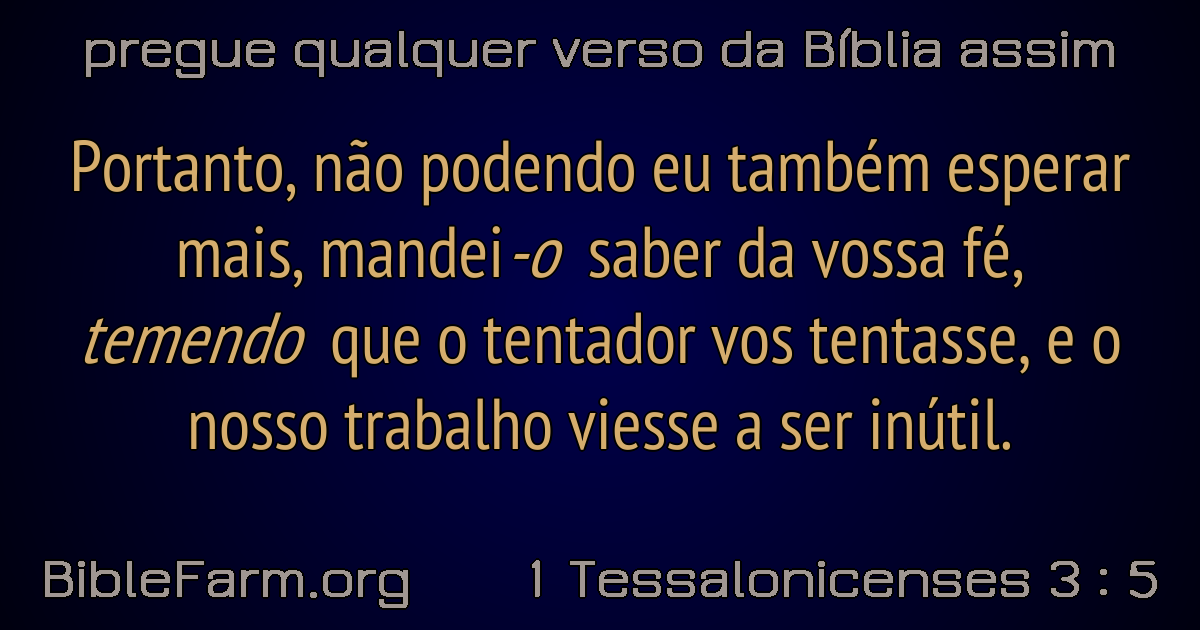 pregue qualquer verso da Bíblia assim
Portanto, não podendo eu também esperar
mais, mandei-o saber da vossa fé,
temendo que o tentador vos tentasse, e o
nosso trabalho viesse a ser inútil.
BibleFarm.org 1 Tessalonicenses 3 : 5